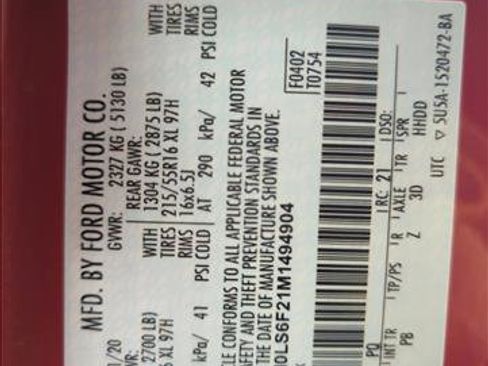 MFD. BY FORD MOTOR CO.
1/20 GVWR: 2327 KG ( 5130 LB)
WR: REAR GAWR:
2700 LB) WITH 1304 KG ( 2875 LB) WITH
XL 97H TIRES 215/55R16 XL 97H TIRES
RIMS 16x6.5J RIMS
kPa/ 41 PSI COLD AT 290 kPa/ 42 PSI COLD
LE CONFORMS TO ALL APPLICABLE FEDERAL MOTOR
AFETY AND THEFT PREVENTION STANDARDS IN
THE DATE OF MANUFACTURE SHOWN ABOVE.
0LS6F21M1494904
F0402
T0754
PQ RC: 21 DSO:
INT TR TP/PS R AXLE TR SPR
PB Z 3D HHDD
UTC ▽ 5U5A-1520472-BA